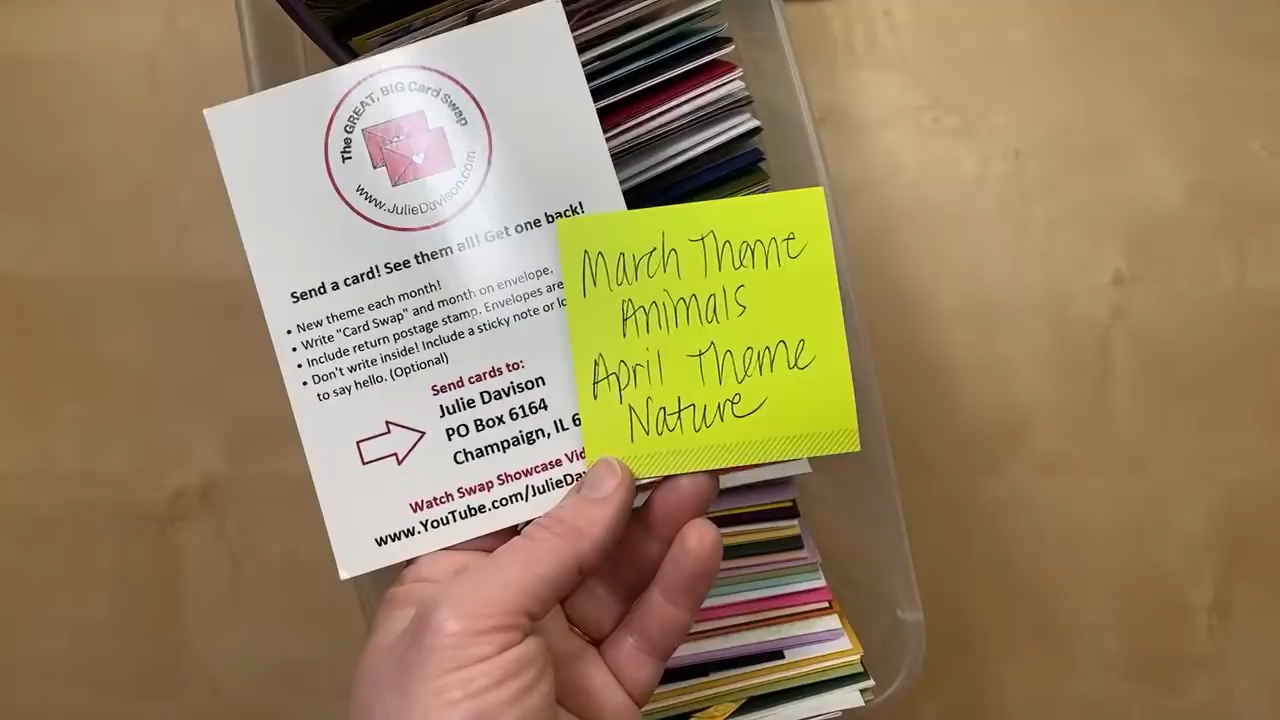 The GREAT, BIG Card Swap
www.JulieDavison.com
Send a card! See them all! Get one back!
• New theme each month!
• Write "Card Swap" and month on envelope.
• Include return postage stamp. Envelopes are
• Don't write inside! Include a sticky note or
to say hello. (Optional)
Send cards to:
Julie Davison
PO Box 6164
Champaign, IL
Watch Swap Showcase
www.YouTube.com/JulieDa
March Theme
Animals
April Theme
Nature